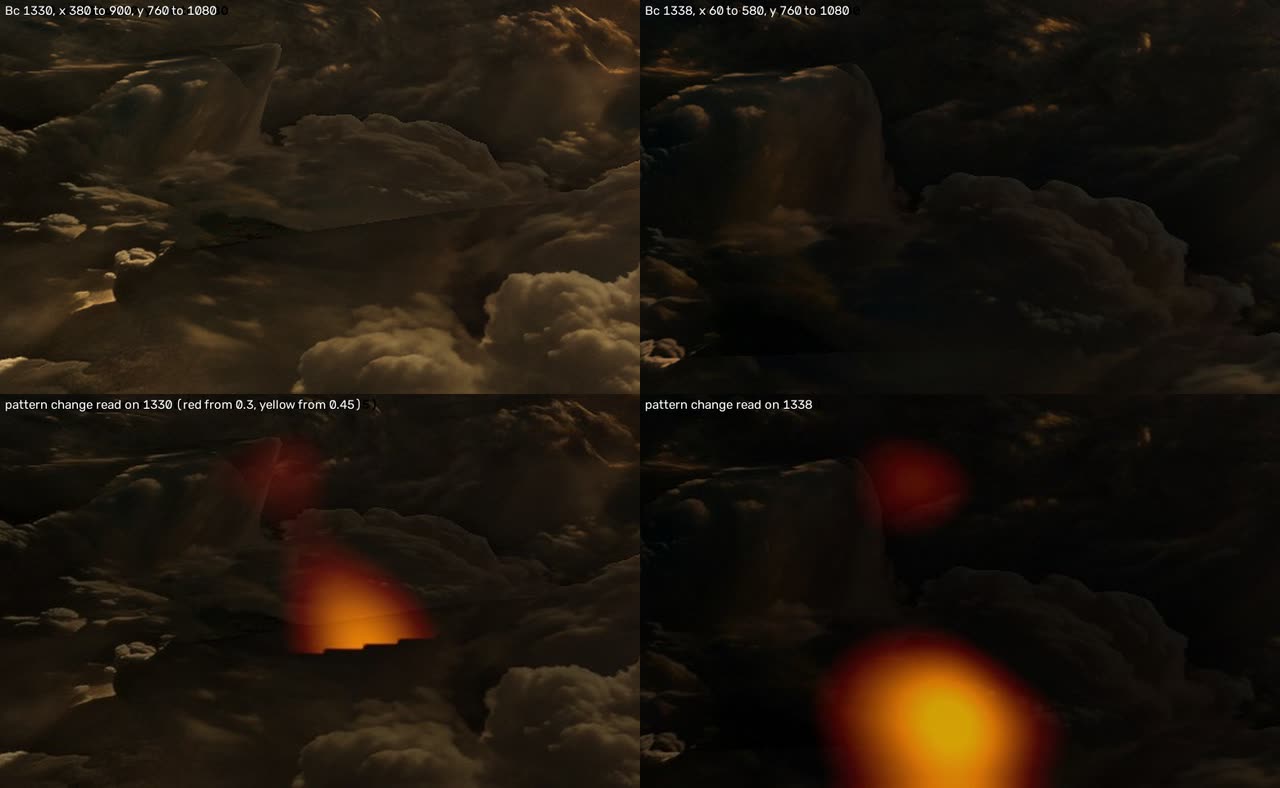 Bc 1330, x 380 to 900, y 760 to 1080
Bc 1338, x 60 to 580, y 760 to 1080
pattern change read on 1330 (red from 0.3, yellow from 0.45)
pattern change read on 1338